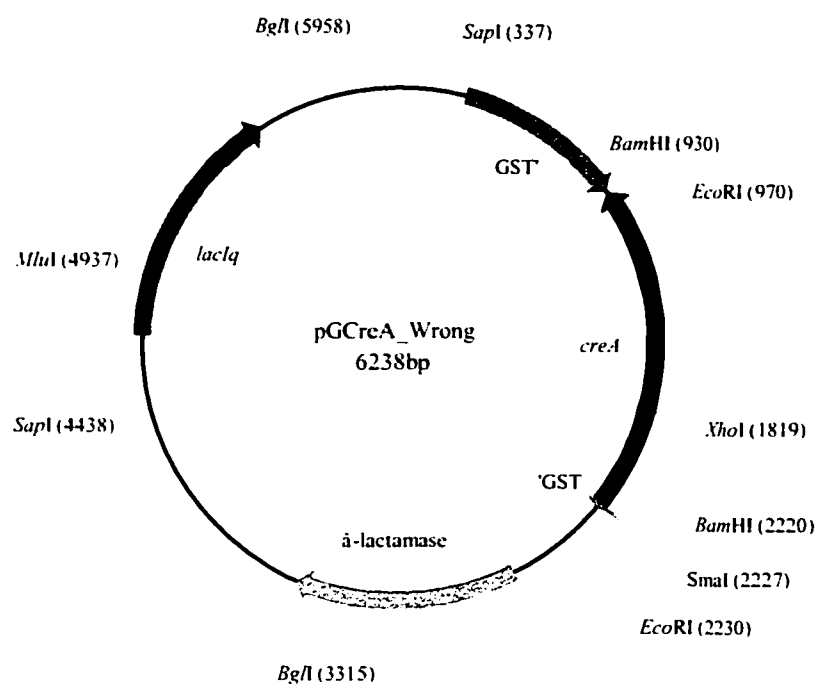 BglI (5958)
SapI (337)
BamHI (930)
GST'
EcoRI (970)
MluI (4937)
lacIq
pGCreA_Wrong
6238bp
creA
SapI (4438)
XhoI (1819)
'GST
BamHI (2220)
â-lactamase
SmaI (2227)
EcoRI (2230)
BglI (3315)